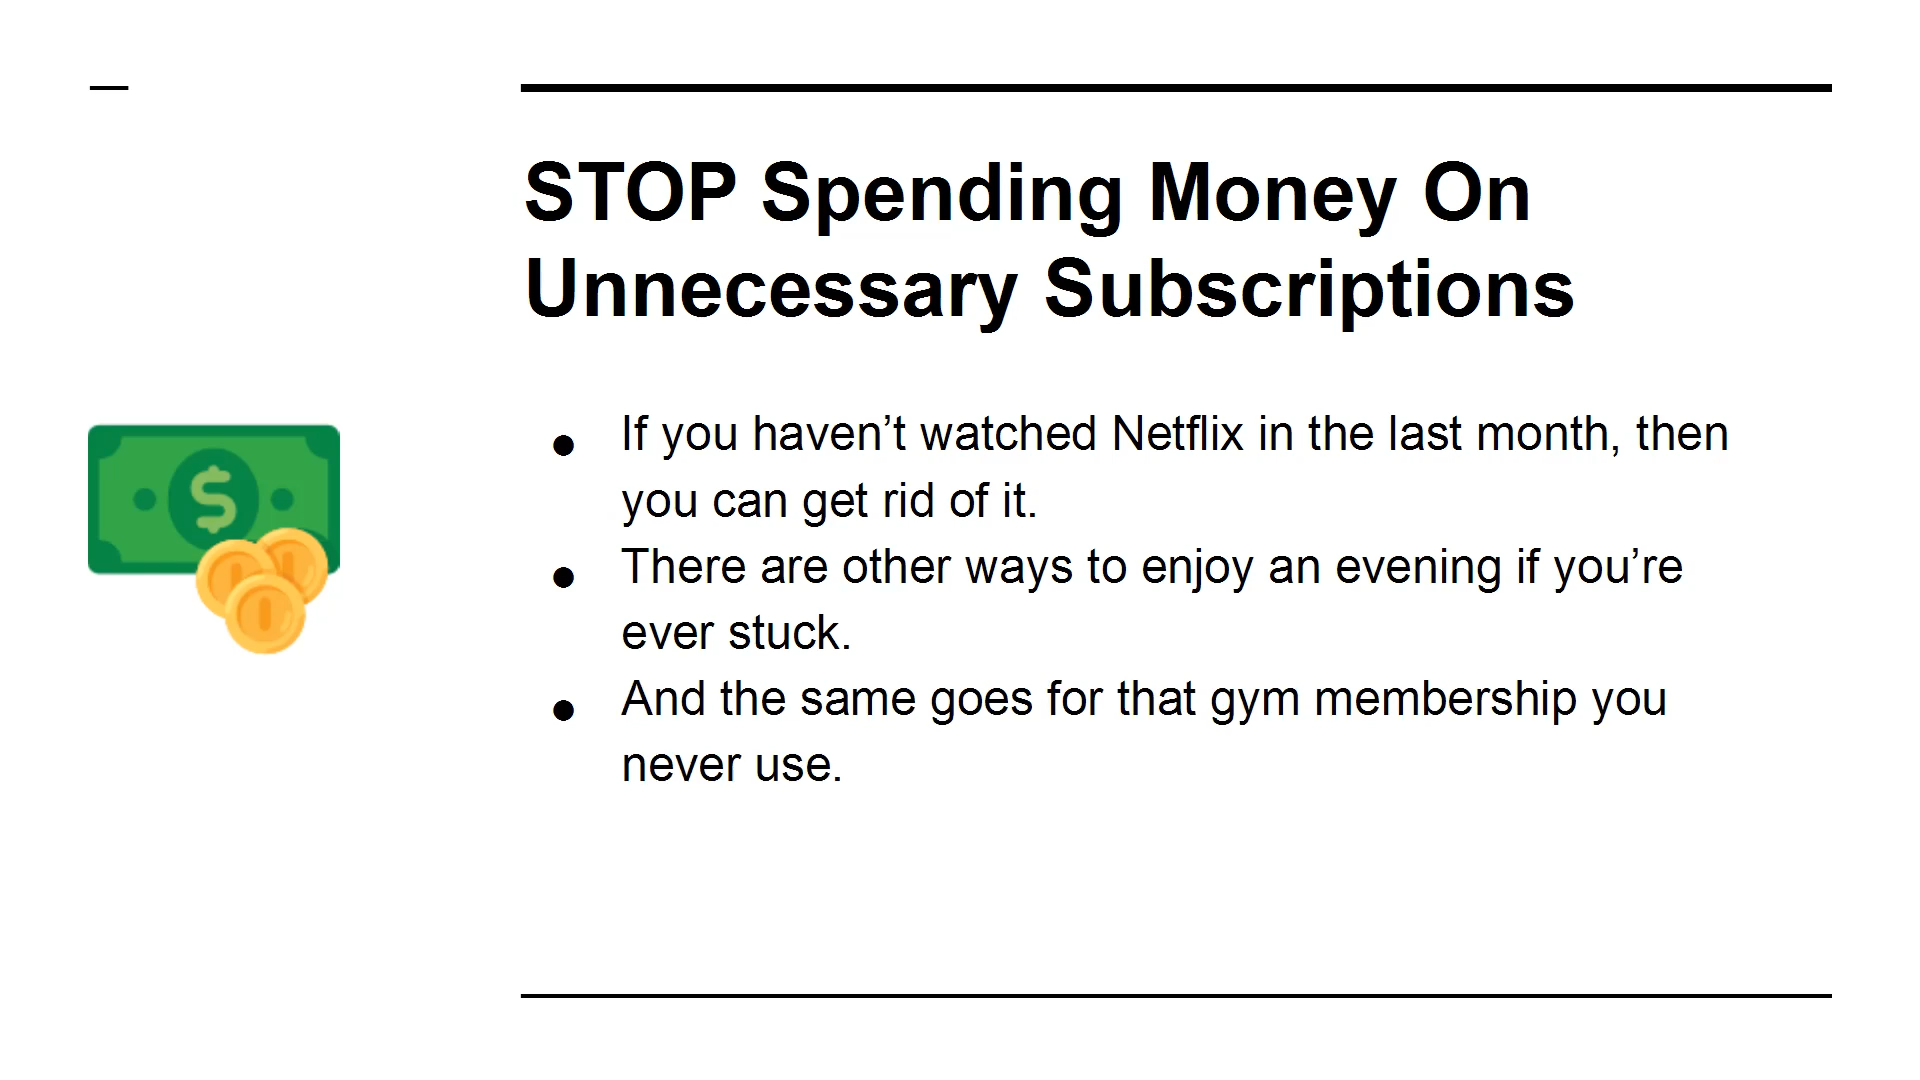 STOP Spending Money On
Unnecessary Subscriptions
● If you haven’t watched Netflix in the last month, then
you can get rid of it.
● There are other ways to enjoy an evening if you’re
ever stuck.
● And the same goes for that gym membership you
never use.
$